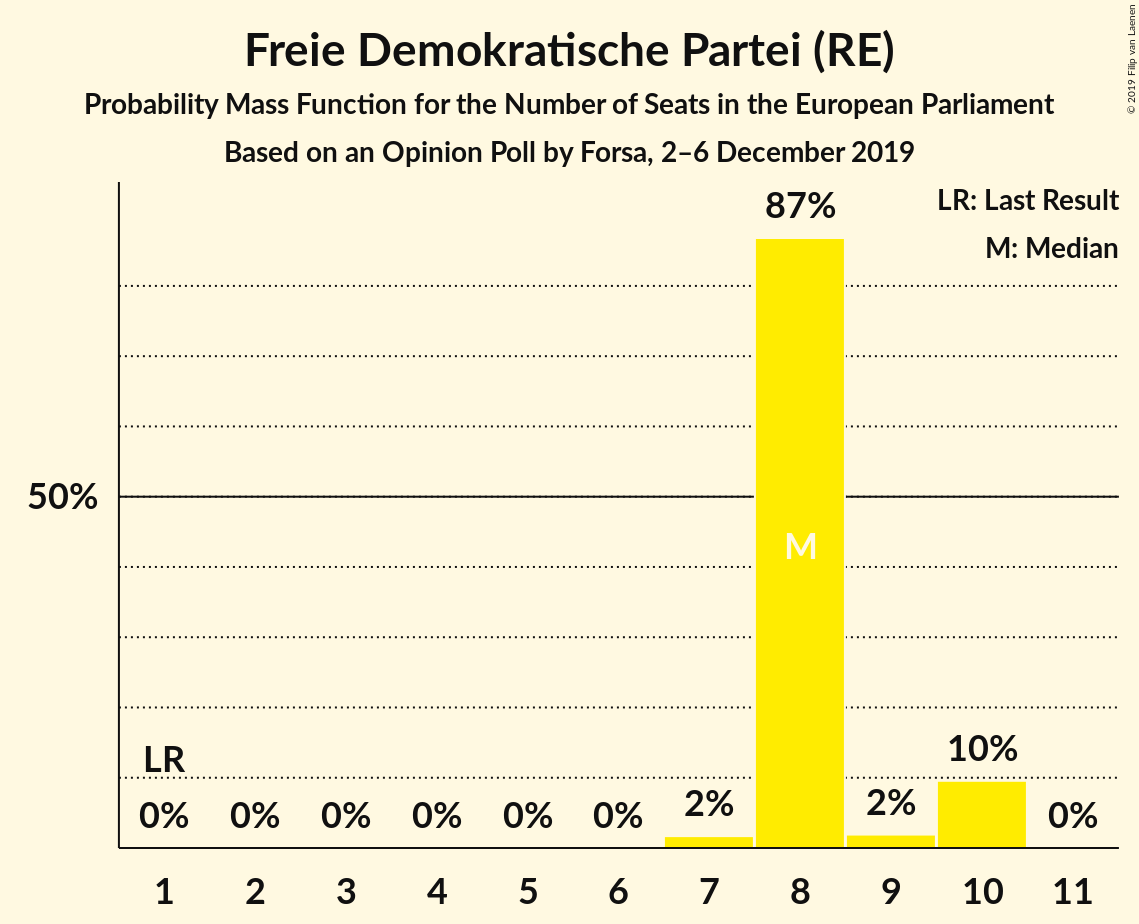 Freie Demokratische Partei (RE)
Probability Mass Function for the Number of Seats in the European Parliament
Based on an Opinion Poll by Forsa, 2–6 December 2019
© 2019 Filip van Laenen
LR: Last Result
M: Median
87%
50%
M
LR
10%
0% 0% 0% 0% 0% 0% 2% 2% 0%
1 2 3 4 5 6 7 8 9 10 11